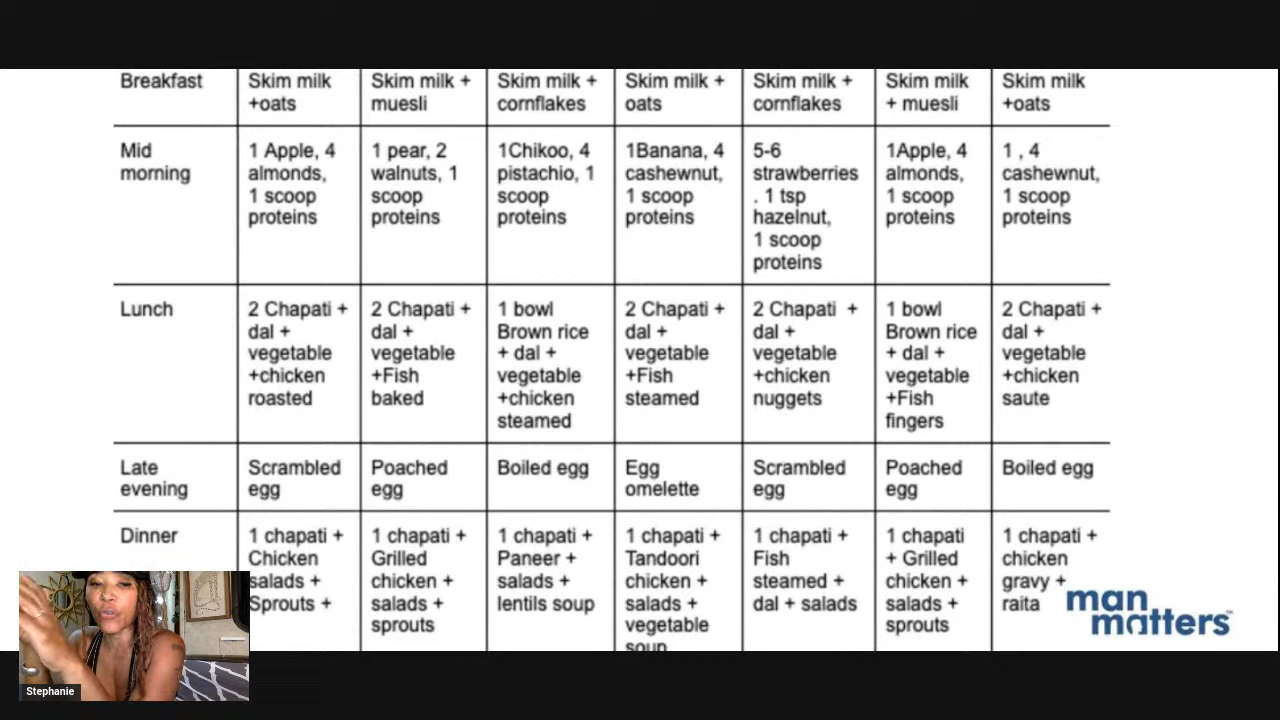 Breakfast
Skim milk
+oats
Skim milk +
muesli
Skim milk +
cornflakes
Skim milk +
oats
Skim milk +
cornflakes
Skim milk
+ muesli
Skim milk
+oats
Mid
morning
1 Apple, 4
almonds,
1 scoop
proteins
1 pear, 2
walnuts, 1
scoop
proteins
1Chikoo, 4
pistachio, 1
scoop
proteins
1Banana, 4
cashewnut,
1 scoop
proteins
5-6
strawberries
. 1 tsp
hazelnut,
1 scoop
proteins
1Apple, 4
almonds,
1 scoop
proteins
1 , 4
cashewnut,
1 scoop
proteins
Lunch
2 Chapati +
dal +
vegetable
+chicken
roasted
2 Chapati +
dal +
vegetable
+Fish
baked
1 bowl
Brown rice
+ dal +
vegetable
+chicken
steamed
2 Chapati +
dal +
vegetable
+Fish
steamed
2 Chapati +
dal +
vegetable
+chicken
nuggets
1 bowl
Brown rice
+ dal +
vegetable
+Fish
fingers
2 Chapati +
dal +
vegetable
+chicken
saute
Late
evening
Scrambled
egg
Poached
egg
Boiled egg
Egg
omelette
Scrambled
egg
Poached
egg
Boiled egg
Dinner
1 chapati +
Chicken
salads +
Sprouts +
1 chapati +
Grilled
chicken +
salads +
sprouts
1 chapati +
Paneer +
salads +
lentils soup
1 chapati +
Tandoori
chicken +
salads +
vegetable
soup
1 chapati +
Fish
steamed +
dal + salads
1 chapati
+ Grilled
chicken +
salads +
sprouts
1 chapati +
chicken
gravy +
raita
man
matters™
Stephanie